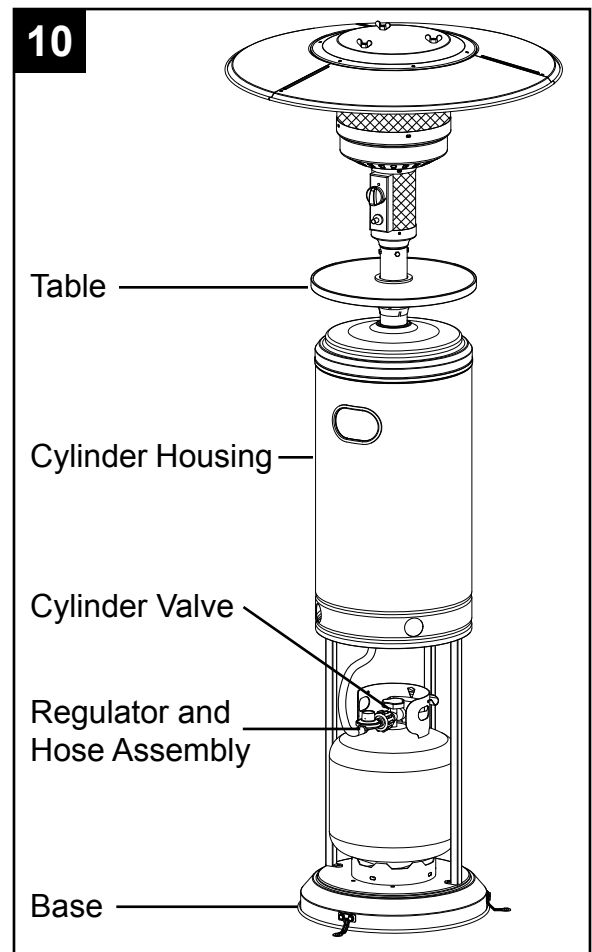 10
Table
Cylinder Housing
Cylinder Valve
Regulator and
Hose Assembly
Base